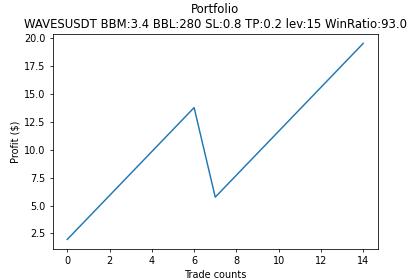 Portfolio
WAVESUSDT BBM:3.4 BBL:280 SL:0.8 TP:0.2 lev:15 WinRatio:93.0
20.0
17.5
15.0
12.5
10.0
7.5
5.0
2.5
Profit ($)
0 2 4 6 8 10 12 14
Trade counts